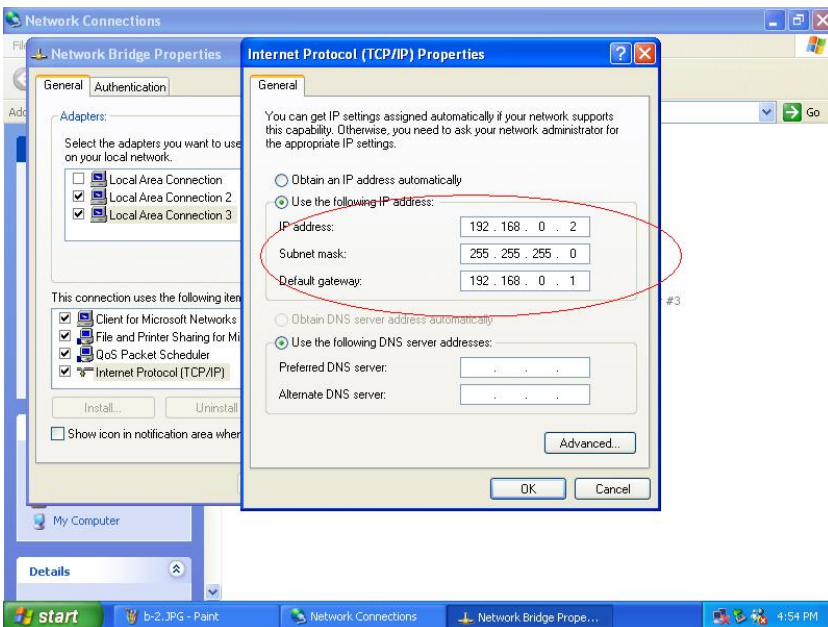 Network Connections
Network Bridge Properties
General
Authentication
Adapters:
Select the adapters you want to use
on your local network.
Local Area Connection
Local Area Connection 2
Local Area Connection 3
This connection uses the following iten
Client for Microsoft Networks
File and Printer Sharing for Mi
QoS Packet Scheduler
Internet Protocol (TCP/IP)
Install...
Uninstall
Show icon in notification area wher
Internet Protocol (TCP/IP) Properties
General
You can get IP settings assigned automatically if your network supports
this capability. Otherwise, you need to ask your network administrator for
the appropriate IP settings.
Obtain an IP address automatically
Use the following IP address:
IP address:
192 . 168 . 0 . 2
Subnet mask:
255 . 255 . 255 . 0
Default gateway:
192 . 168 . 0 . 1
Obtain DNS server address automatically
Use the following DNS server addresses:
Preferred DNS server:
Alternate DNS server:
Advanced...
OK
Cancel
Go
#3
My Computer
Details
start
b-2.JPG - Paint
Network Connections
Network Bridge Prope...
4:54 PM